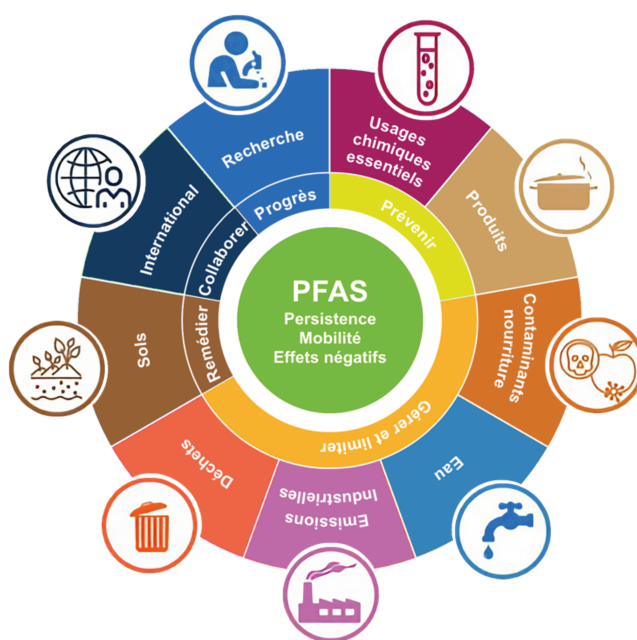 PFAS
Persistence
Mobilité
Effets négatifs
Prévenir
Gérer et limiter
Remédier
Collaborer
Progrès
Usages
chimiques
essentiels
Produits
Contaminants
nourriture
Eau
Emissions
Industrielles
Déchets
Sols
International
Recherche